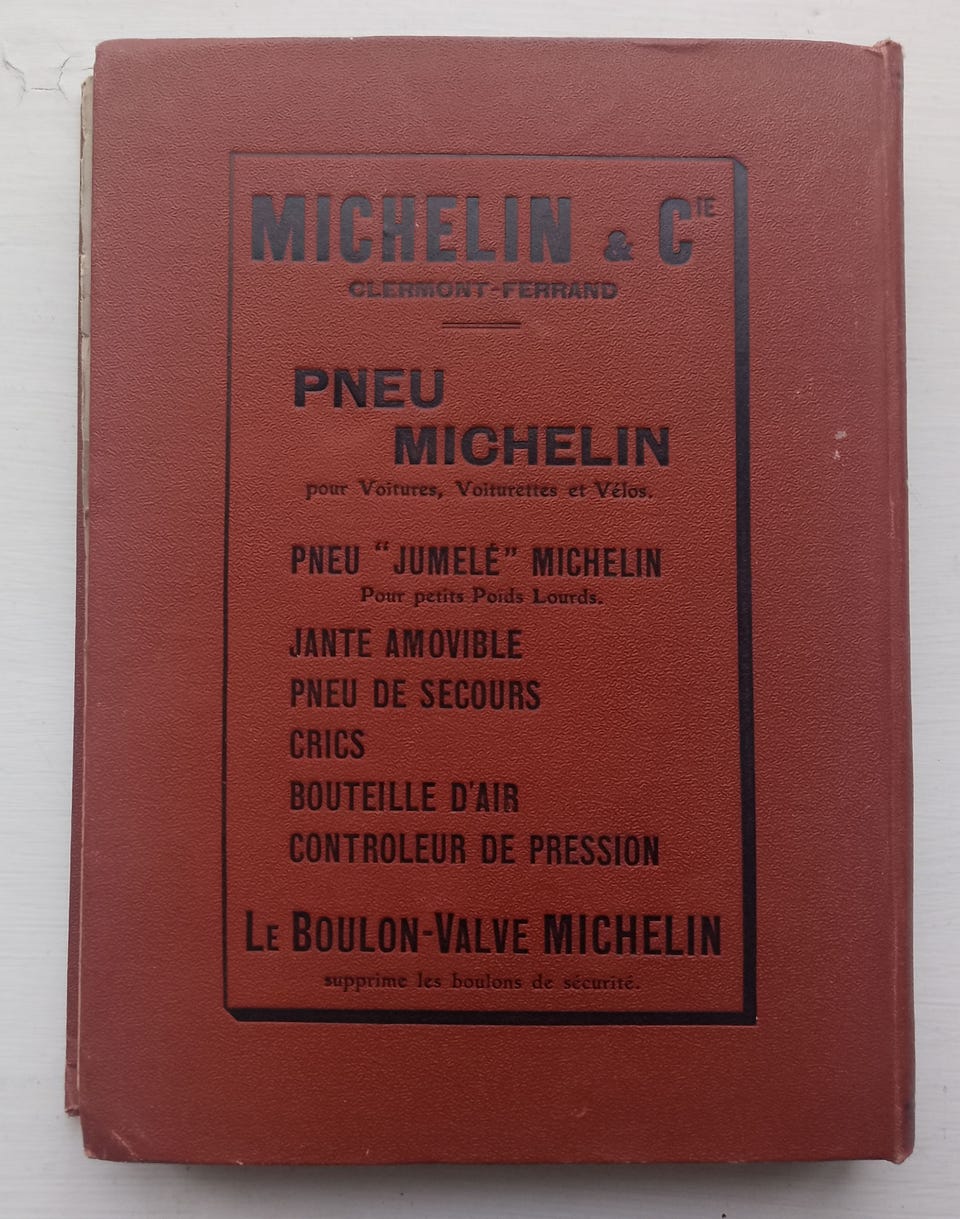 MICHELIN & CIE
CLERMONT-FERRAND
PNEU
MICHELIN
pour Voitures, Voiturettes et Vélos.
PNEU "JUMELÉ" MICHELIN
Pour petits Poids Lourds.
JANTE AMOVIBLE
PNEU DE SECOURS
CRICS
BOUTEILLE D'AIR
CONTROLEUR DE PRESSION
LE BOULON-VALVE MICHELIN
supprime les boulons de sécurité.